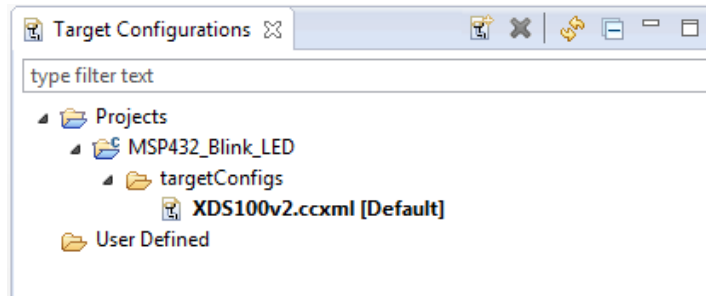 Target Configurations
type filter text
Projects
MSP432_Blink_LED
targetConfigs
XDS100v2.ccxml [Default]
User Defined